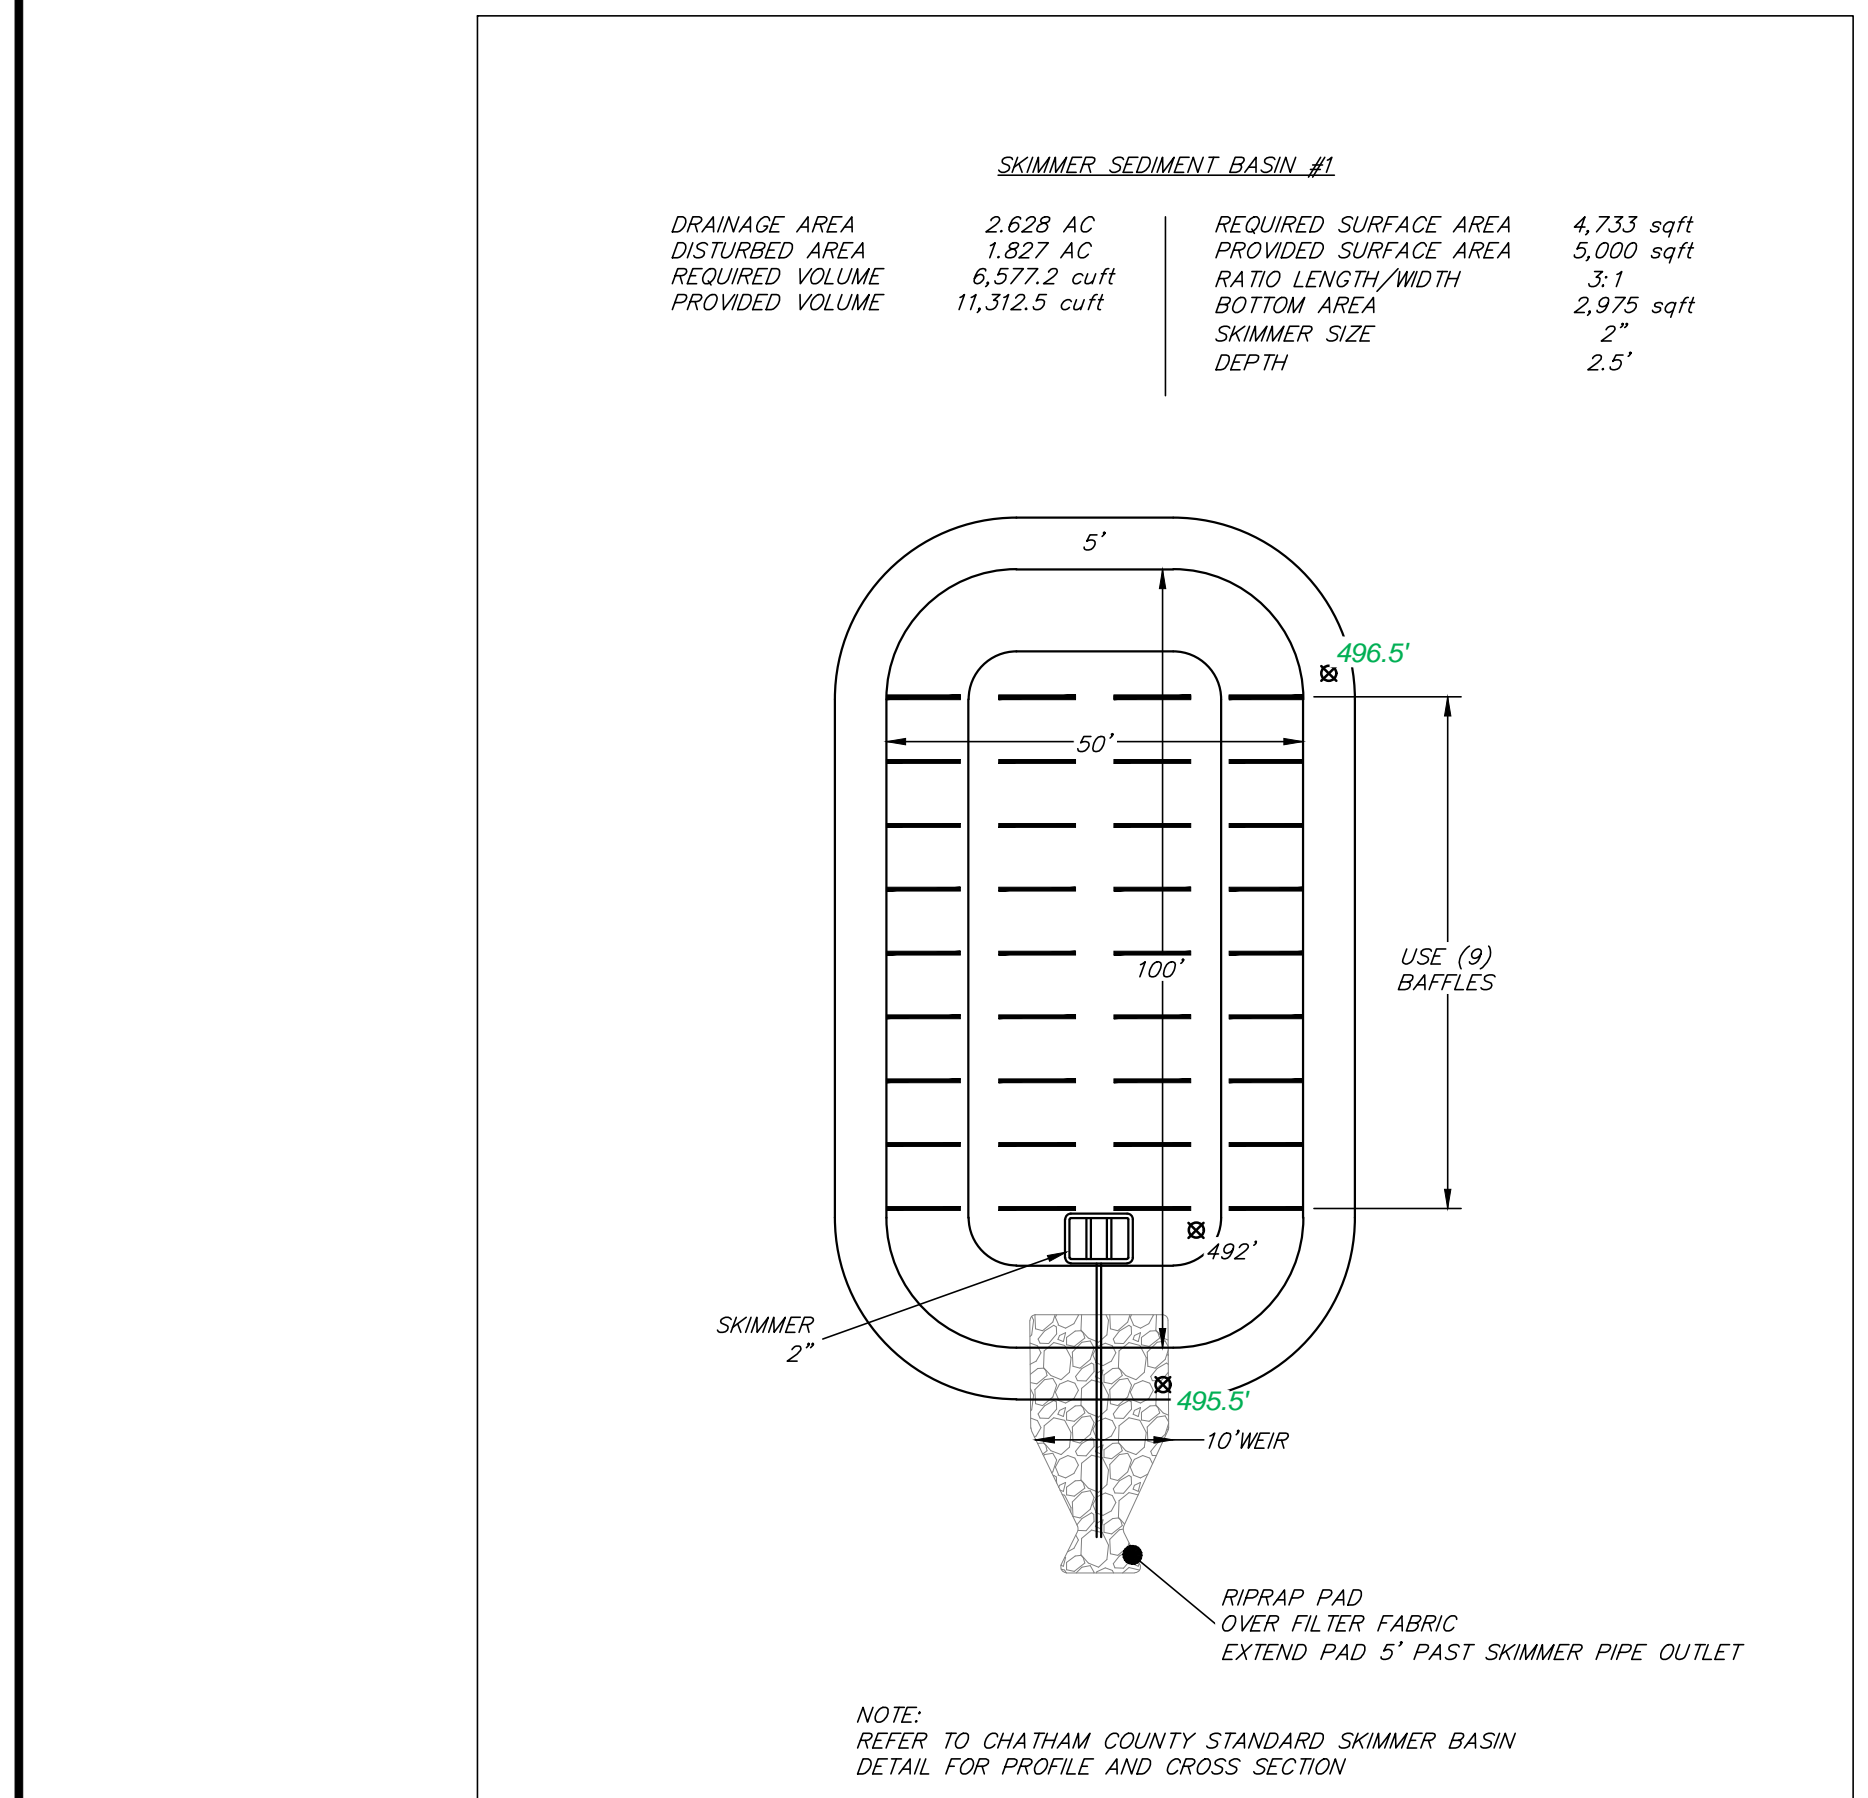 SKIMMER SEDIMENT BASIN #1
DRAINAGE AREA 2.628 AC
DISTURBED AREA 1.827 AC
REQUIRED VOLUME 6,577.2 cuft
PROVIDED VOLUME 11,312.5 cuft
REQUIRED SURFACE AREA 4,733 sqft
PROVIDED SURFACE AREA 5,000 sqft
RATIO LENGTH/WIDTH 3:1
BOTTOM AREA 2,975 sqft
SKIMMER SIZE 2"
DEPTH 2.5'
5'
496.5'
50'
100'
USE (9)
BAFFLES
492'
SKIMMER
2"
495.5'
10'WEIR
RIPRAP PAD
OVER FILTER FABRIC
EXTEND PAD 5' PAST SKIMMER PIPE OUTLET
NOTE:
REFER TO CHATHAM COUNTY STANDARD SKIMMER BASIN
DETAIL FOR PROFILE AND CROSS SECTION